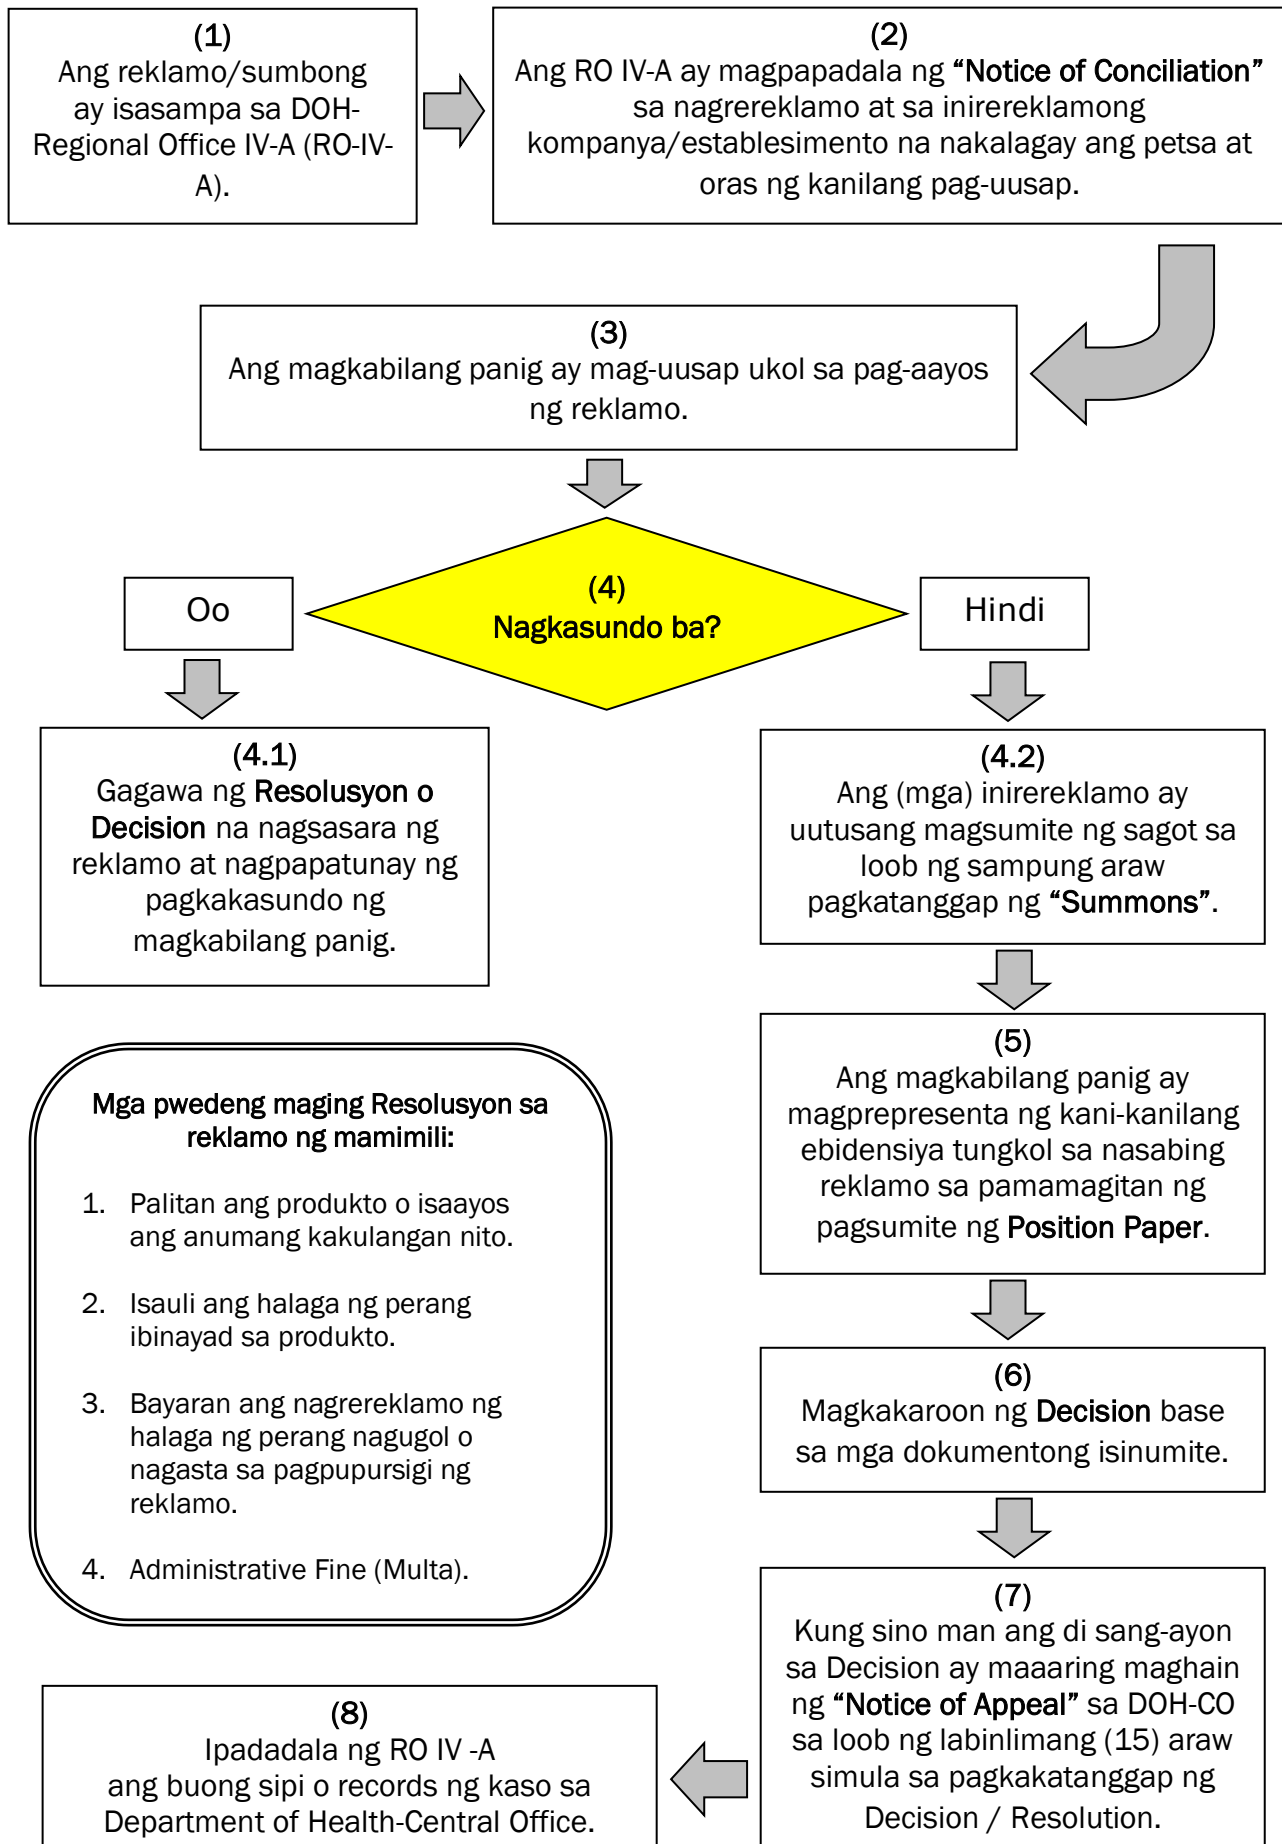 (1)
Ang reklamo/sumbong
ay isasampa sa DOH-
Regional Office IV-A (RO-IV-
A).
(2)
Ang RO IV-A ay magpapadala ng “Notice of Conciliation”
sa nagrereklamo at sa inirereklamong
kompanya/establesimento na nakalagay ang petsa at
oras ng kanilang pag-uusap.
(3)
Ang magkabilang panig ay mag-uusap ukol sa pag-aayos
ng reklamo.
(4)
Nagkasundo ba?
Oo
Hindi
(4.1)
Gagawa ng Resolusyon o
Decision na nagsasara ng
reklamo at nagpapatunay ng
pagkakasundo ng
magkabilang panig.
(4.2)
Ang (mga) inirereklamo ay
uutusang magsumite ng sagot sa
loob ng sampung araw
pagkatanggap ng “Summons”.
(5)
Ang magkabilang panig ay
magprepresenta ng kani-kanilang
ebidensiya tungkol sa nasabing
reklamo sa pamamagitan ng
pagsumite ng Position Paper.
Mga pwedeng maging Resolusyon sa
reklamo ng mamimili:
1. Palitan ang produkto o isaayos
ang anumang kakulangan nito.
2. Isauli ang halaga ng perang
ibinayad sa produkto.
3. Bayaran ang nagrereklamo ng
halaga ng perang nagugol o
nagasta sa pagpupursigi ng
reklamo.
4. Administrative Fine (Multa).
(6)
Magkakaroon ng Decision base
sa mga dokumentong isinumite.
(7)
Kung sino man ang di sang-ayon
sa Decision ay maaaring maghain
ng “Notice of Appeal” sa DOH-CO
sa loob ng labinlimang (15) araw
simula sa pagkakatanggap ng
Decision / Resolution.
(8)
Ipadadala ng RO IV -A
ang buong sipi o records ng kaso sa
Department of Health-Central Office.